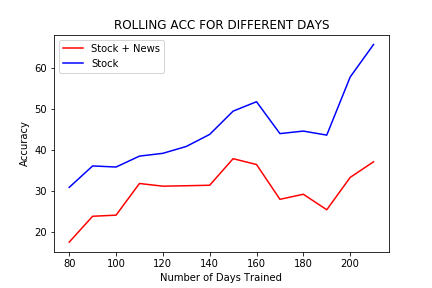 ROLLING ACC FOR DIFFERENT DAYS
Stock + News
Stock
Accuracy
60
50
40
30
20
80 100 120 140 160 180 200
Number of Days Trained